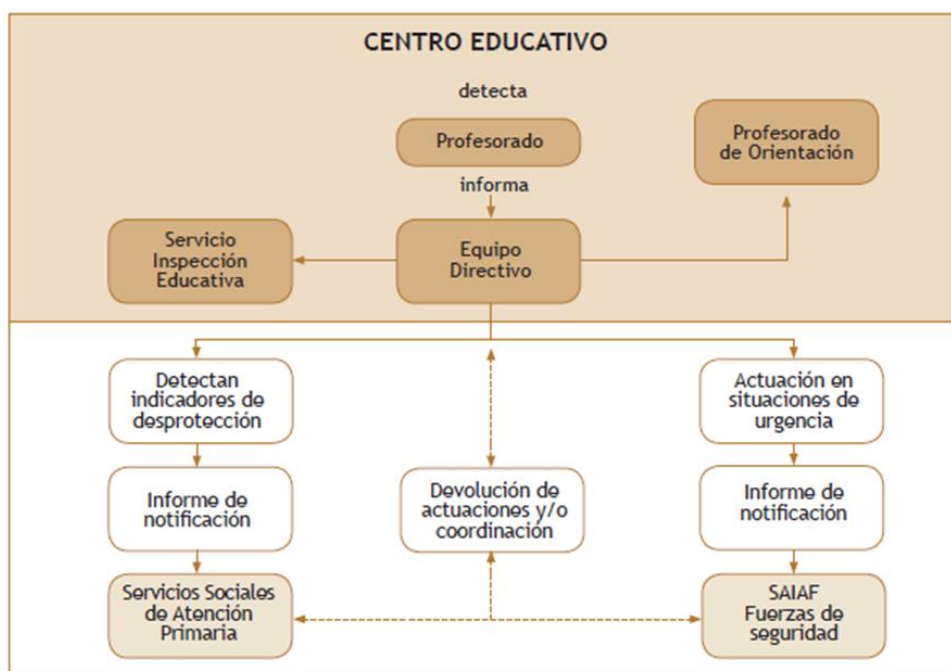 CENTRO EDUCATIVO
detecta
Profesorado
Profesorado
de Orientación
informa
Servicio
Inspección
Educativa
Equipo
Directivo
Detectan
indicadores de
desprotección
Actuación en
situaciones de
urgencia
Informe de
notificación
Devolución de
actuaciones y/o
coordinación
Informe de
notificación
Servicios Sociales
de Atención
Primaria
SAIAF
Fuerzas de
seguridad